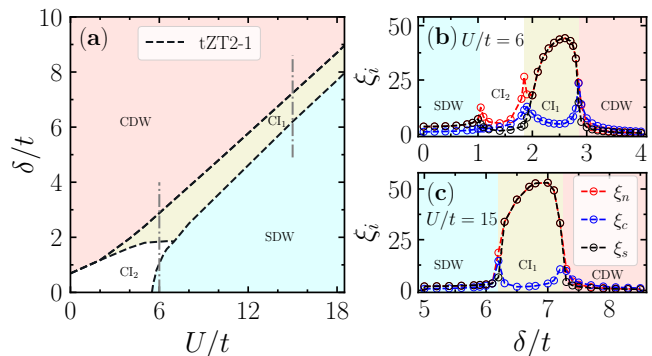 (a)
tZT2-1
CDW
CI₁
SDW
CI₂
10
8
6
4
2
0
δ/t
0
6
12
18
U/t
(b)
U/t = 6
SDW
CI₂
CI₁
CDW
50
25
0
ξᵢ
0
1
2
3
4
(c)
U/t = 15
SDW
CI₁
CDW
ξₙ
ξ_c
ξₛ
50
25
0
ξᵢ
5
6
7
8
δ/t